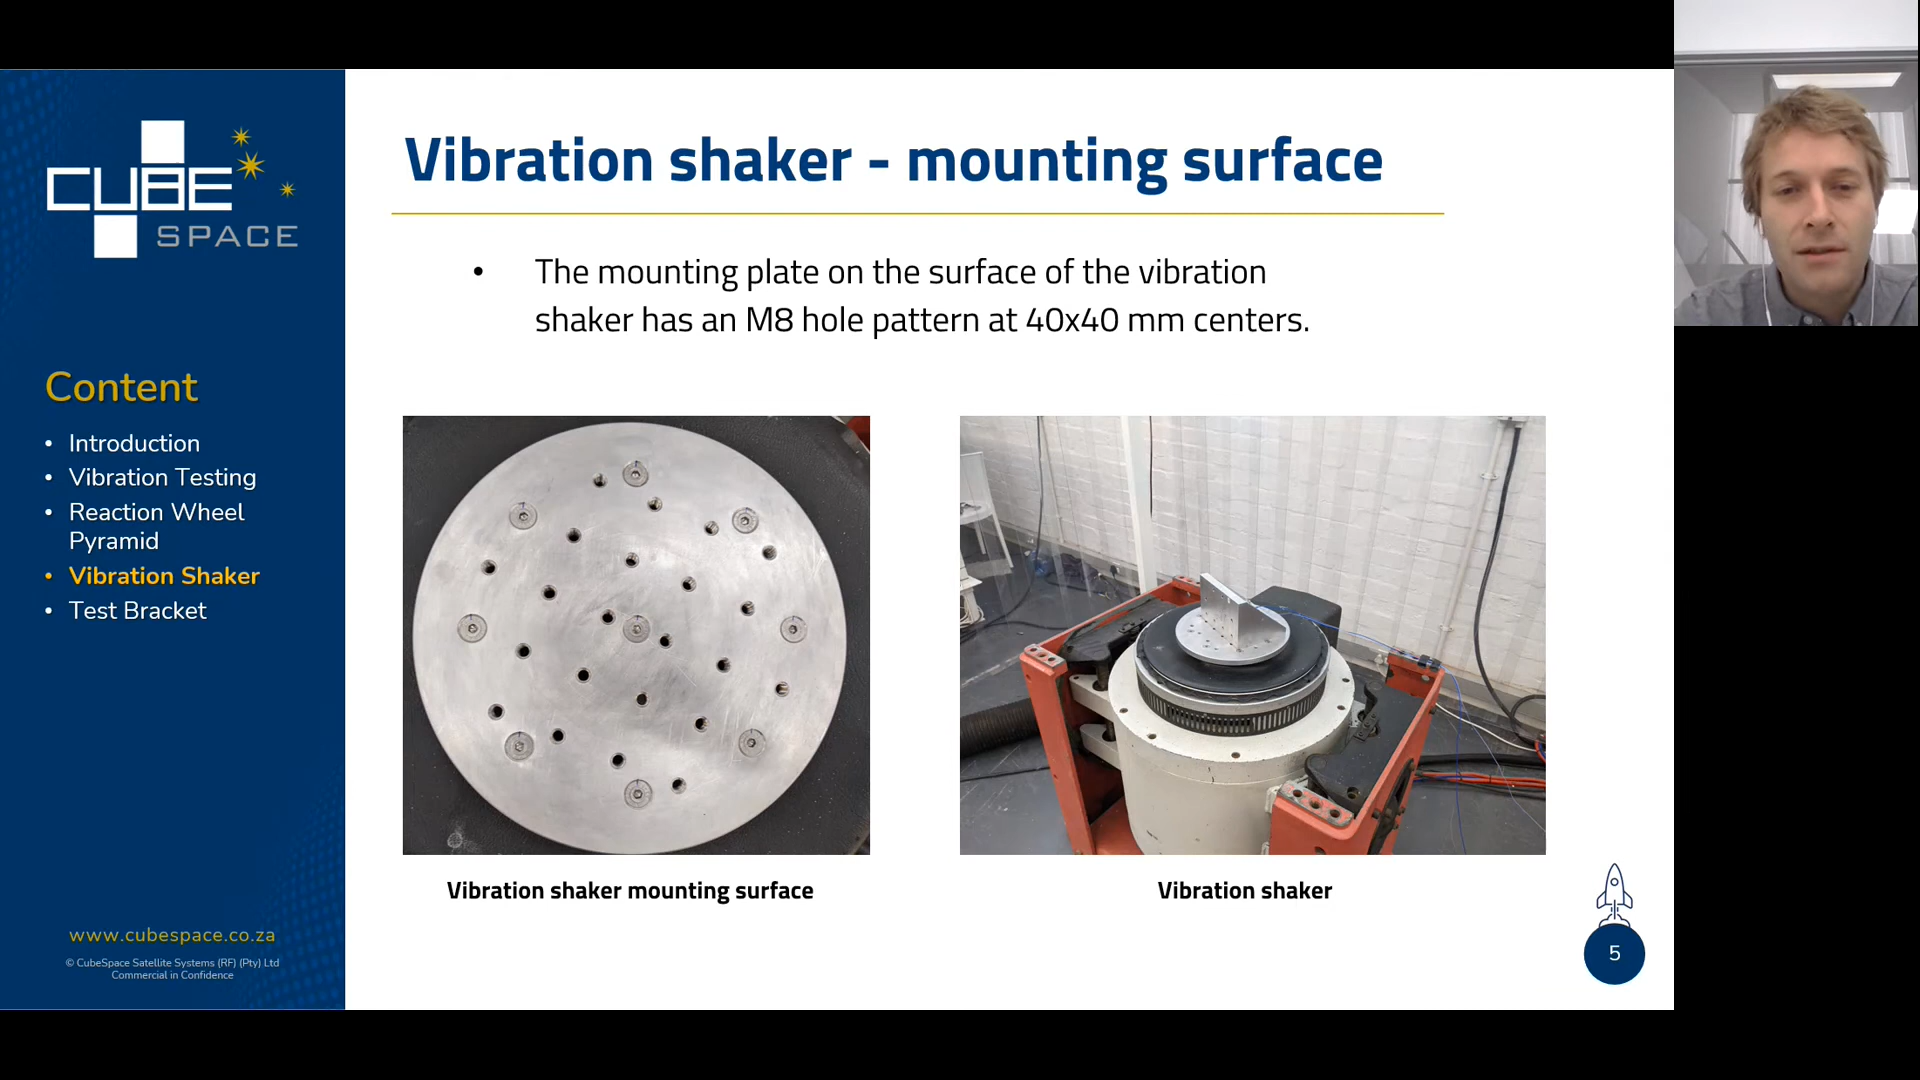 CUBE
SPACE
Content
• Introduction
• Vibration Testing
• Reaction Wheel
Pyramid
• Vibration Shaker
• Test Bracket
www.cubespace.co.za
© CubeSpace Satellite Systems (RF) (Pty) Ltd
Commercial in Confidence
Vibration shaker - mounting surface
• The mounting plate on the surface of the vibration
shaker has an M8 hole pattern at 40x40 mm centers.
Vibration shaker mounting surface
Vibration shaker
5